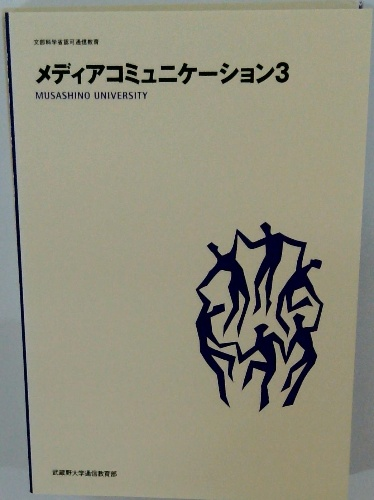 文部科学省認可通信教育
メディアコミュニケーション3
MUSASHINO UNIVERSITY
武蔵野大学通信教育部